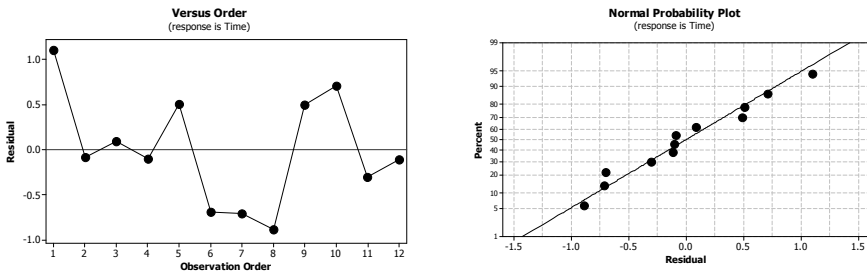 Versus Order
(response is Time)
1.0
0.5
0.0
-0.5
-1.0
Residual
1 2 3 4 5 6 7 8 9 10 11 12
Observation Order
Normal Probability Plot
(response is Time)
99
95
90
80
70
60
50
40
30
20
10
5
1
Percent
-1.5 -1.0 -0.5 0.0 0.5 1.0 1.5
Residual